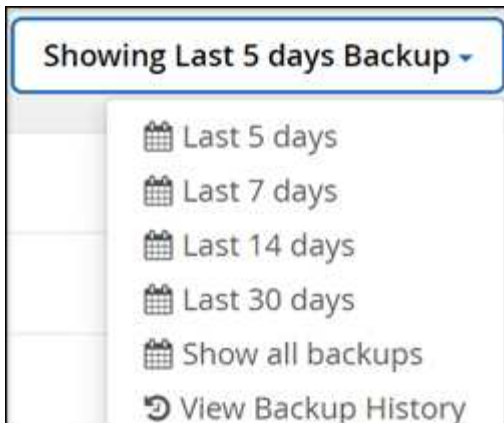 Showing Last 5 days Backup
Last 5 days
Last 7 days
Last 14 days
Last 30 days
Show all backups
View Backup History